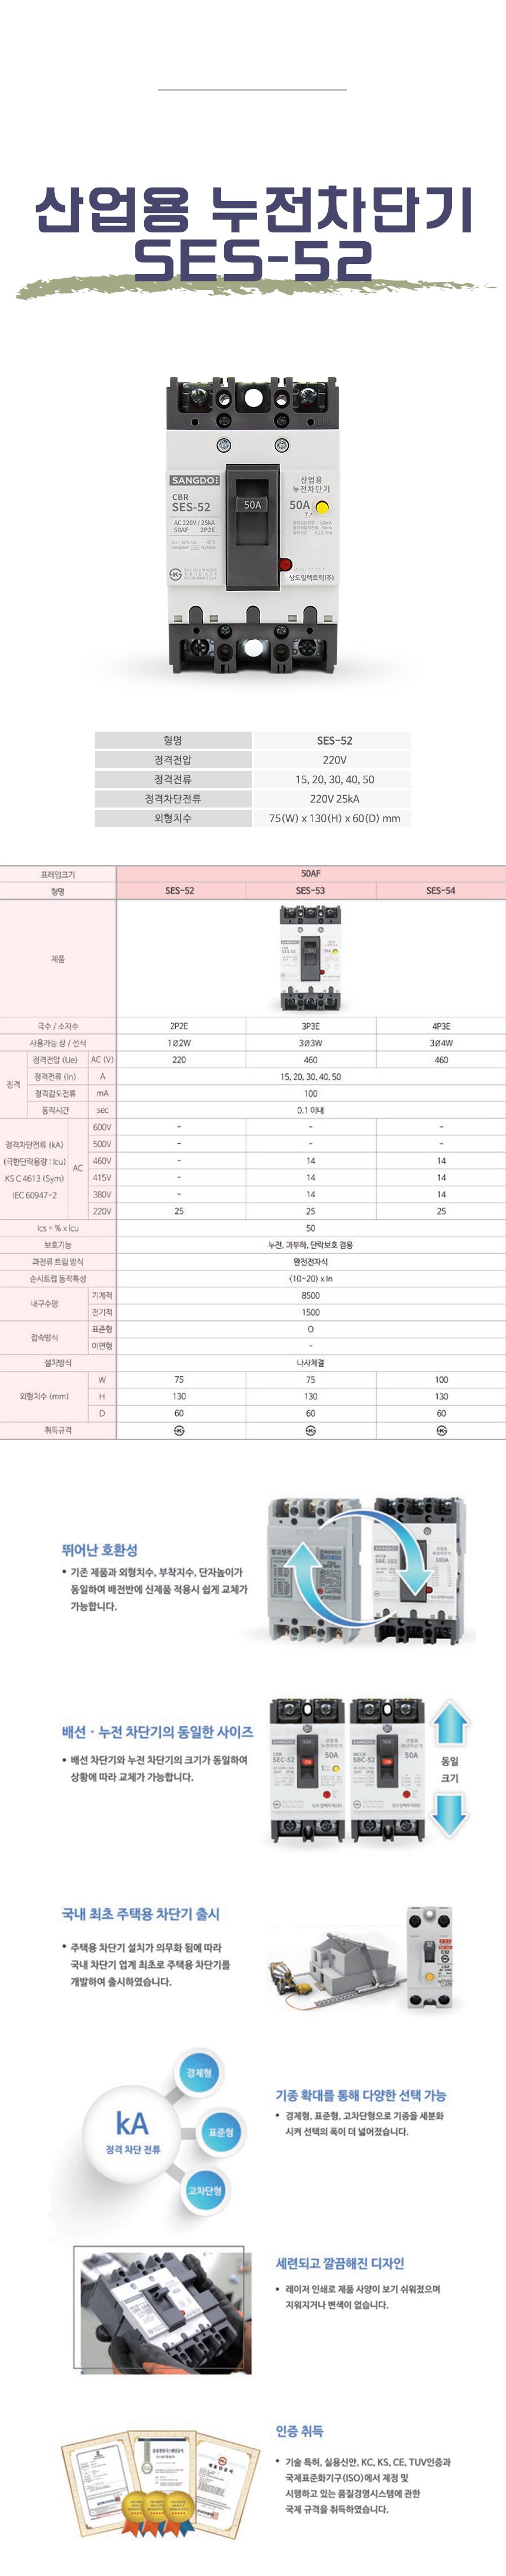 산업용 누전차단기
SES-52
SANGDO
CBR
SES-52
AC 220V / 25kA
50AF 2P2E
50A
산업용
누전차단기
50A
상도일렉트릭(주)
형명 SES-52
정격전압 220V
정격전류 15, 20, 30, 40, 50
정격차단전류 220V 25kA
외형치수 75(W) x 130(H) x 60(D) mm
프레임크기 50AF
형명 SES-52 SES-53 SES-54
제품
극수 / 소자수 2P2E 3P3E 4P3E
사용가능 상 / 선식 1Ø2W 3Ø3W 3Ø4W
정격 정격전압 (Ue) AC (V) 220 460 460
정격전류 (In) A 15, 20, 30, 40, 50
정격감도전류 mA 100
동작시간 sec 0.1 이내
정격차단전류 (kA)
(극한단락용량 : Icu)
KS C 4613 (Sym)
IEC 60947-2
AC
600V - - -
500V - - -
460V - 14 14
415V - 14 14
380V - 14 14
220V 25 25 25
Ics = % x Icu 50
보호기능 누전, 과부하, 단락보호 겸용
과전류 트립 방식 완전전자식
순시트립 동작특성 (10~20) x In
내구수명 기계적 8500
전기적 1500
접속방식 표준형 O
이면형 -
설치방식 나사체결
외형치수 (mm) W 75 75 100
H 130 130 130
D 60 60 60
취득규격
뛰어난 호환성
• 기존 제품과 외형치수, 부착치수, 단자높이가
동일하여 배전반에 신제품 적용시 쉽게 교체가
가능합니다.
배선 · 누전 차단기의 동일한 사이즈
• 배선 차단기와 누전 차단기의 크기가 동일하여
상황에 따라 교체가 가능합니다.
CBR
SEC-52
50A
MCCB
SBC-52
50A
동일
크기
국내 최초 주택용 차단기 출시
• 주택용 차단기 설치가 의무화 됨에 따라
국내 차단기 업계 최초로 주택용 차단기를
개발하여 출시하였습니다.
kA
정격 차단 전류
경제형
표준형
고차단형
기종 확대를 통해 다양한 선택 가능
• 경제형, 표준형, 고차단형으로 기종을 세분화
시켜 선택의 폭이 더 넓어졌습니다.
세련되고 깔끔해진 디자인
• 레이저 인쇄로 제품 사양이 보기 쉬워졌으며
지워지거나 변색이 없습니다.
인증 취득
• 기술 특허, 실용신안, KC, KS, CE, TUV인증과
국제표준화기구(ISO)에서 제정 및
시행하고 있는 품질경영시스템에 관한
국제 규격을 취득하였습니다.